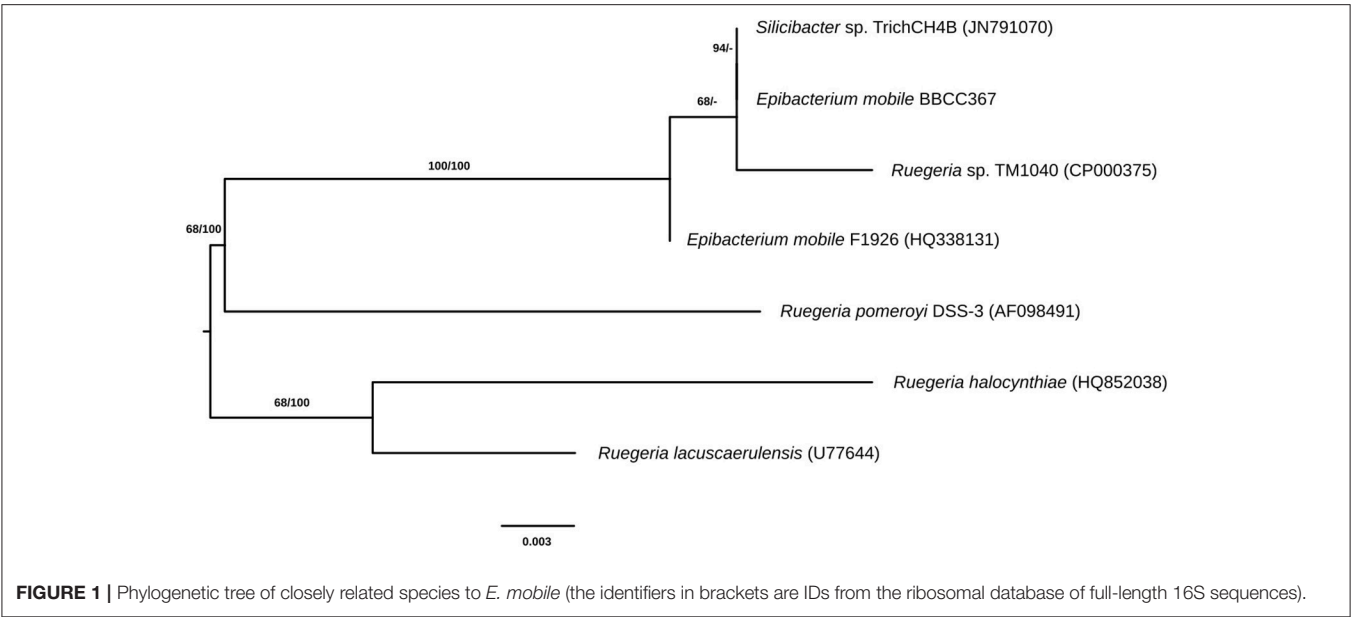 Silicibacter sp. TrichCH4B (JN791070)
94/-
68/-
Epibacterium mobile BBCC367
100/100
Ruegeria sp. TM1040 (CP000375)
68/100
Epibacterium mobile F1926 (HQ338131)
Ruegeria pomeroyi DSS-3 (AF098491)
Ruegeria halocynthiae (HQ852038)
68/100
Ruegeria lacuscaerulensis (U77644)
0.003
FIGURE 1 | Phylogenetic tree of closely related species to E. mobile (the identifiers in brackets are IDs from the ribosomal database of full-length 16S sequences).